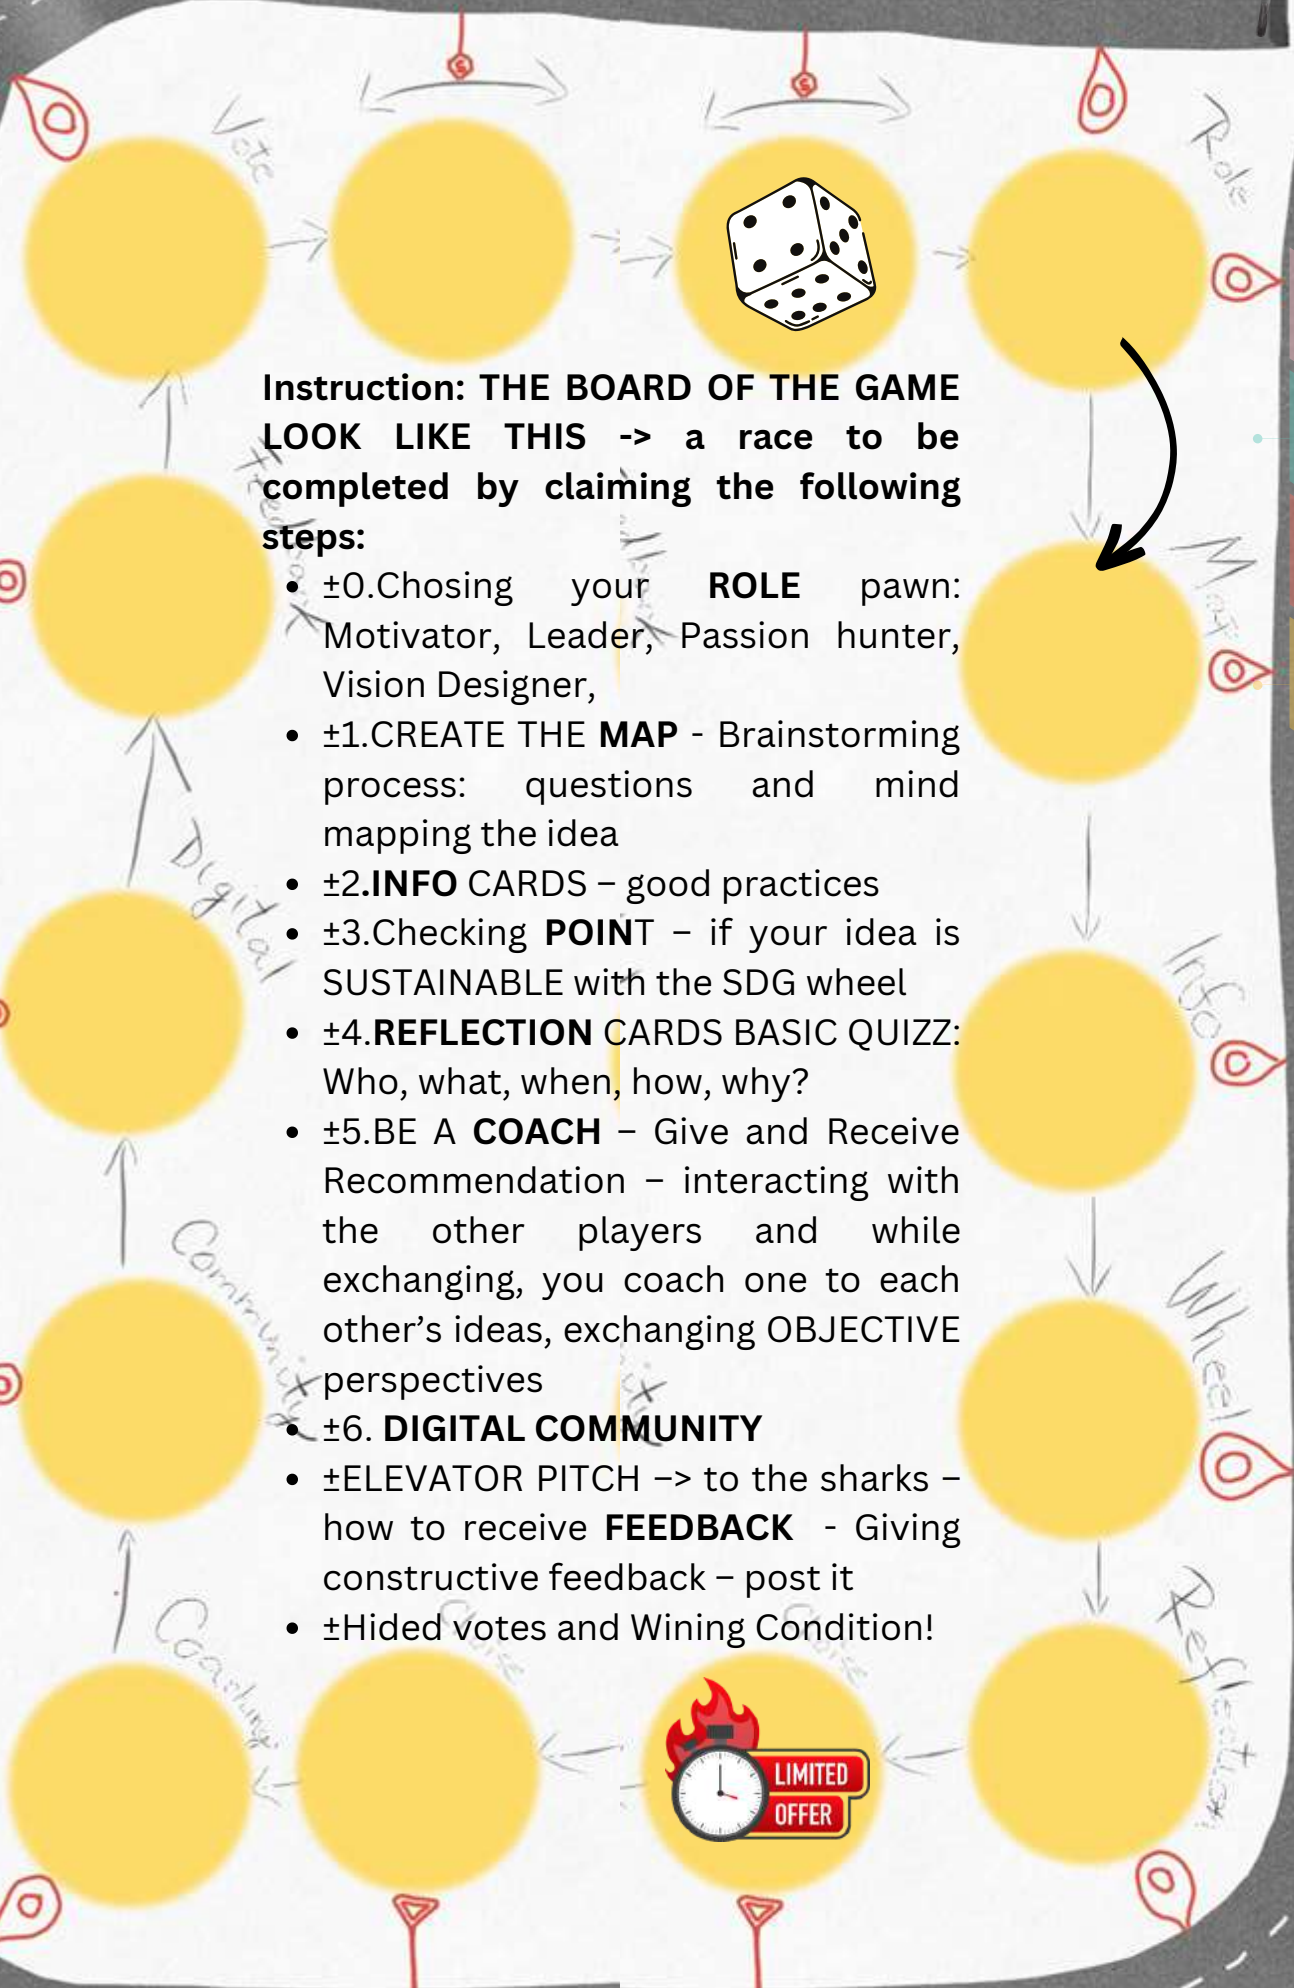 Vote
Role
Instruction: THE BOARD OF THE GAME
LOOK LIKE THIS -> a race to be
completed by claiming the following
steps:
±0.Chosing your ROLE pawn:
Motivator, Leader, Passion hunter,
Vision Designer,
±1.CREATE THE MAP - Brainstorming
process: questions and mind
mapping the idea
±2.INFO CARDS – good practices
±3.Checking POINT – if your idea is
SUSTAINABLE with the SDG wheel
±4.REFLECTION CARDS BASIC QUIZZ:
Who, what, when, how, why?
±5.BE A COACH – Give and Receive
Recommendation – interacting with
the other players and while
exchanging, you coach one to each
other’s ideas, exchanging OBJECTIVE
perspectives
±6. DIGITAL COMMUNITY
±ELEVATOR PITCH –> to the sharks –
how to receive FEEDBACK - Giving
constructive feedback – post it
±Hided votes and Wining Condition!
Map
Info
Wheel
Reflection
Choise
Choise
Coaching
Community
Digital
LIMITED
OFFER